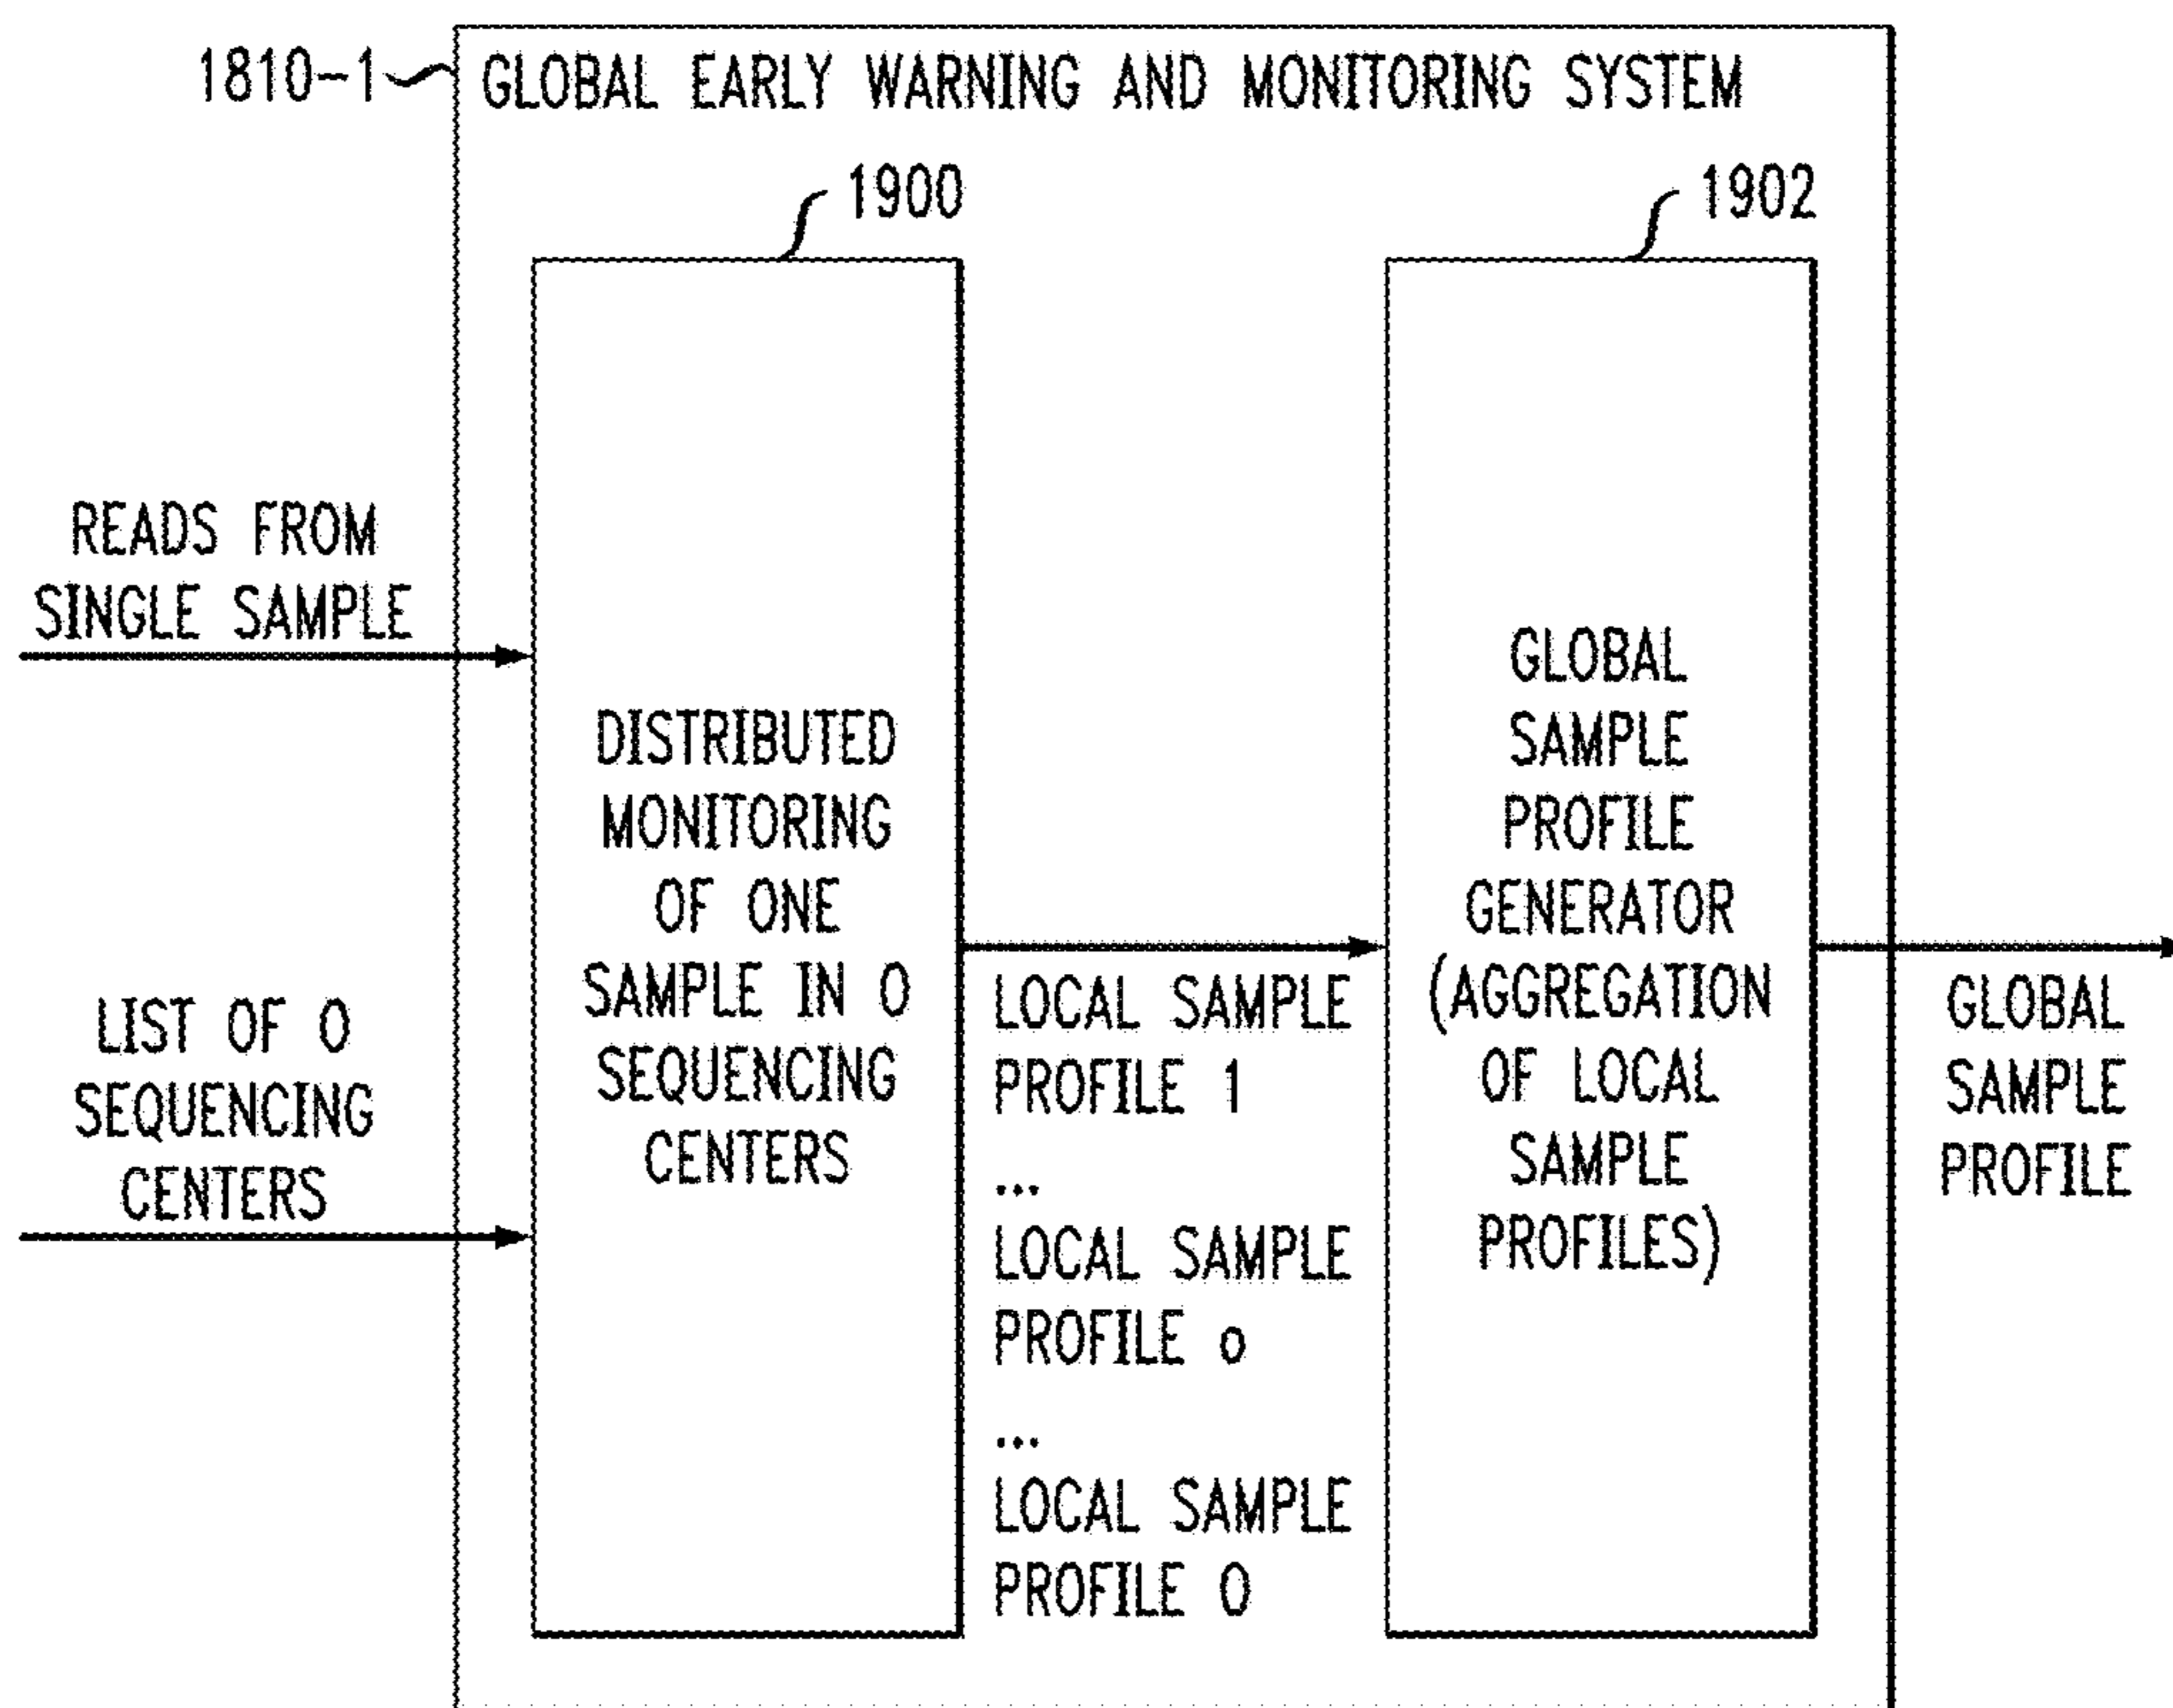 1810-1
GLOBAL EARLY WARNING AND MONITORING SYSTEM
1900
1902
READS FROM
SINGLE SAMPLE
LIST OF O
SEQUENCING
CENTERS
DISTRIBUTED
MONITORING
OF ONE
SAMPLE IN O
SEQUENCING
CENTERS
LOCAL SAMPLE
PROFILE 1
...
LOCAL SAMPLE
PROFILE o
...
LOCAL SAMPLE
PROFILE O
GLOBAL
SAMPLE
PROFILE
GENERATOR
(AGGREGATION
OF LOCAL
SAMPLE
PROFILES)
GLOBAL
SAMPLE
PROFILE